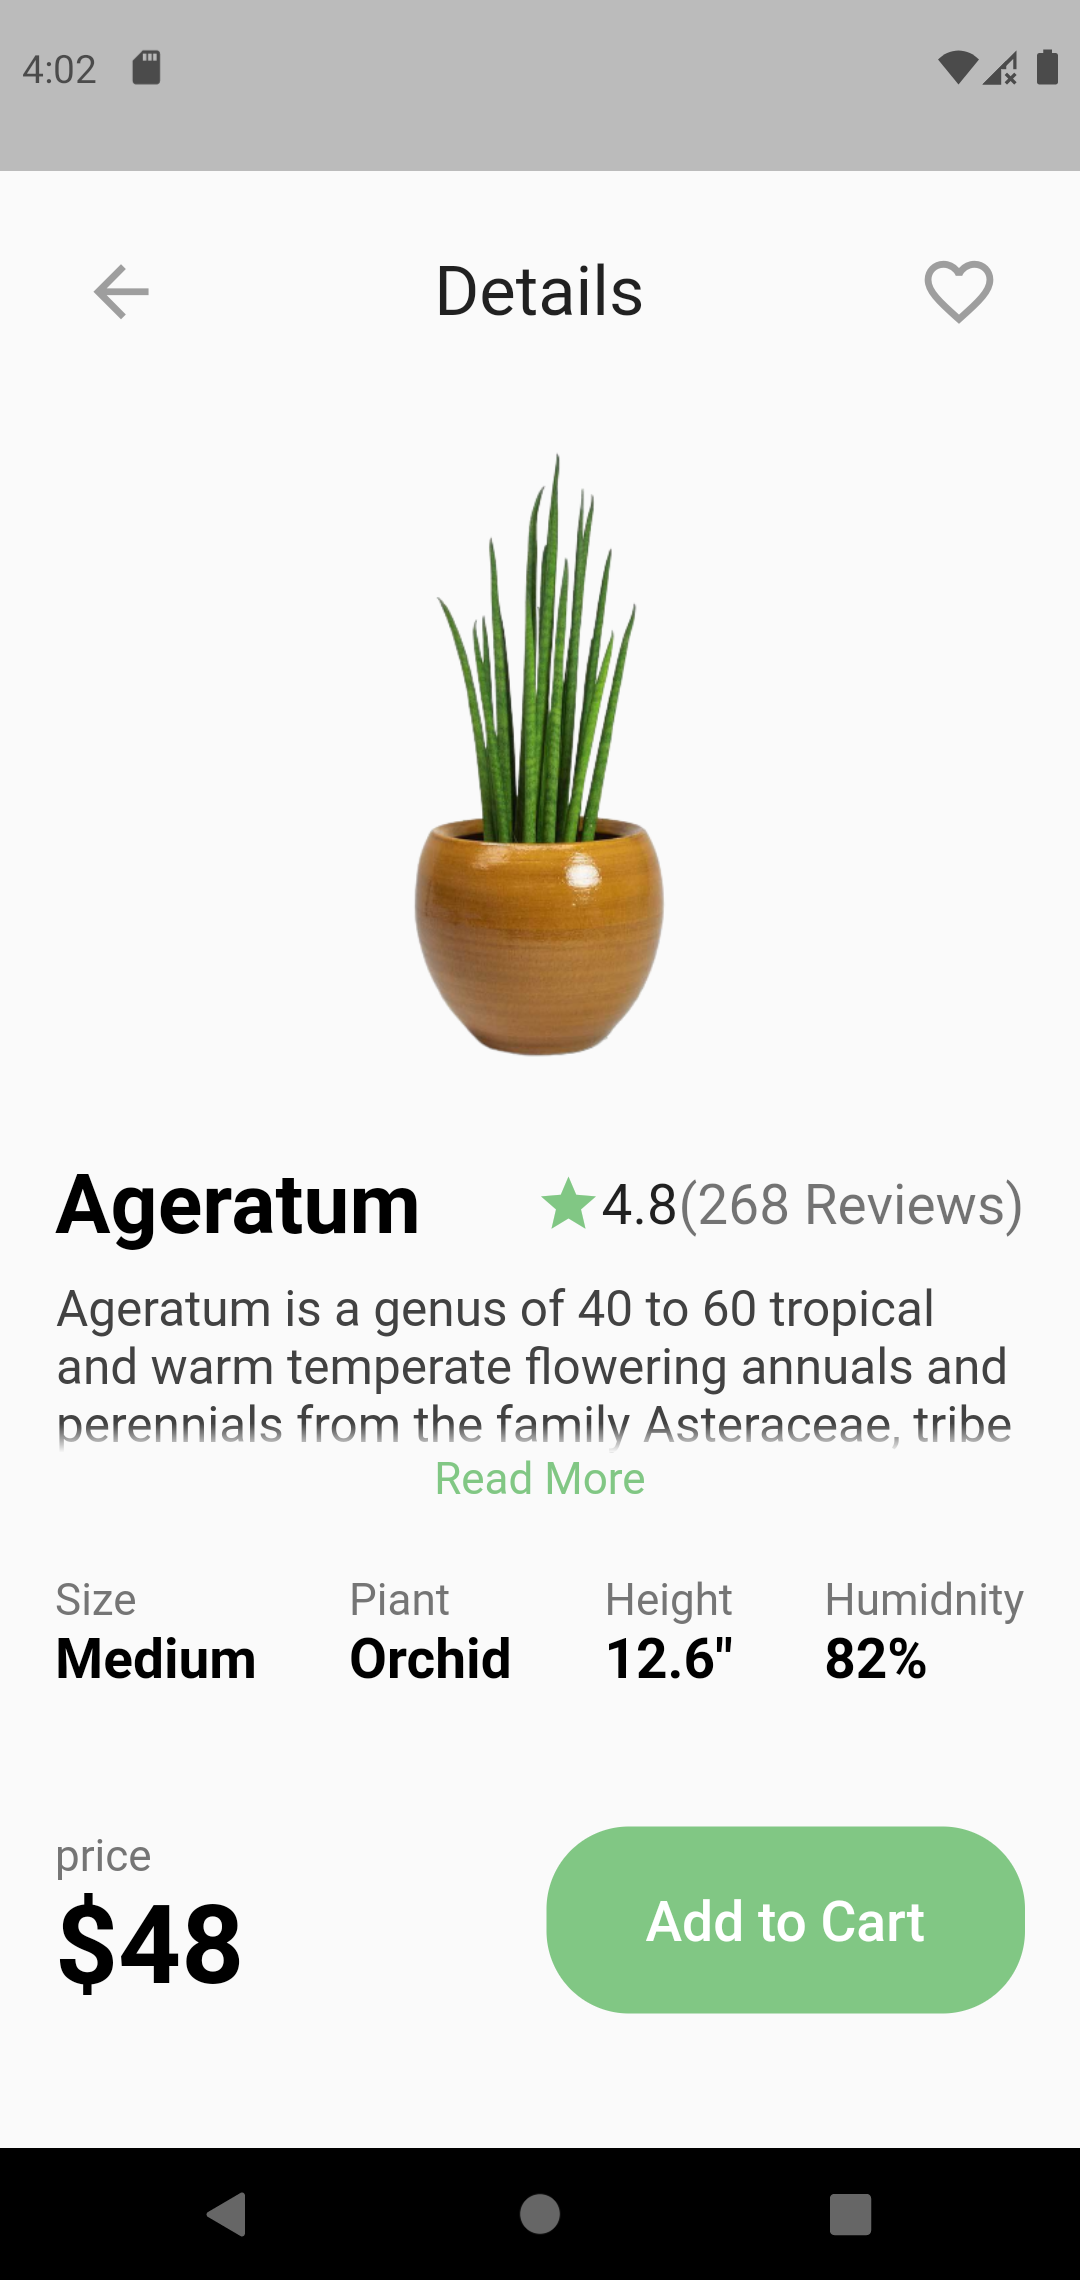 4:02
Details
Ageratum
4.8(268 Reviews)
Ageratum is a genus of 40 to 60 tropical
and warm temperate flowering annuals and
perennials from the family Asteraceae, tribe
Read More
Size Piant Height Humidnity
Medium Orchid 12.6" 82%
price
$48
Add to Cart